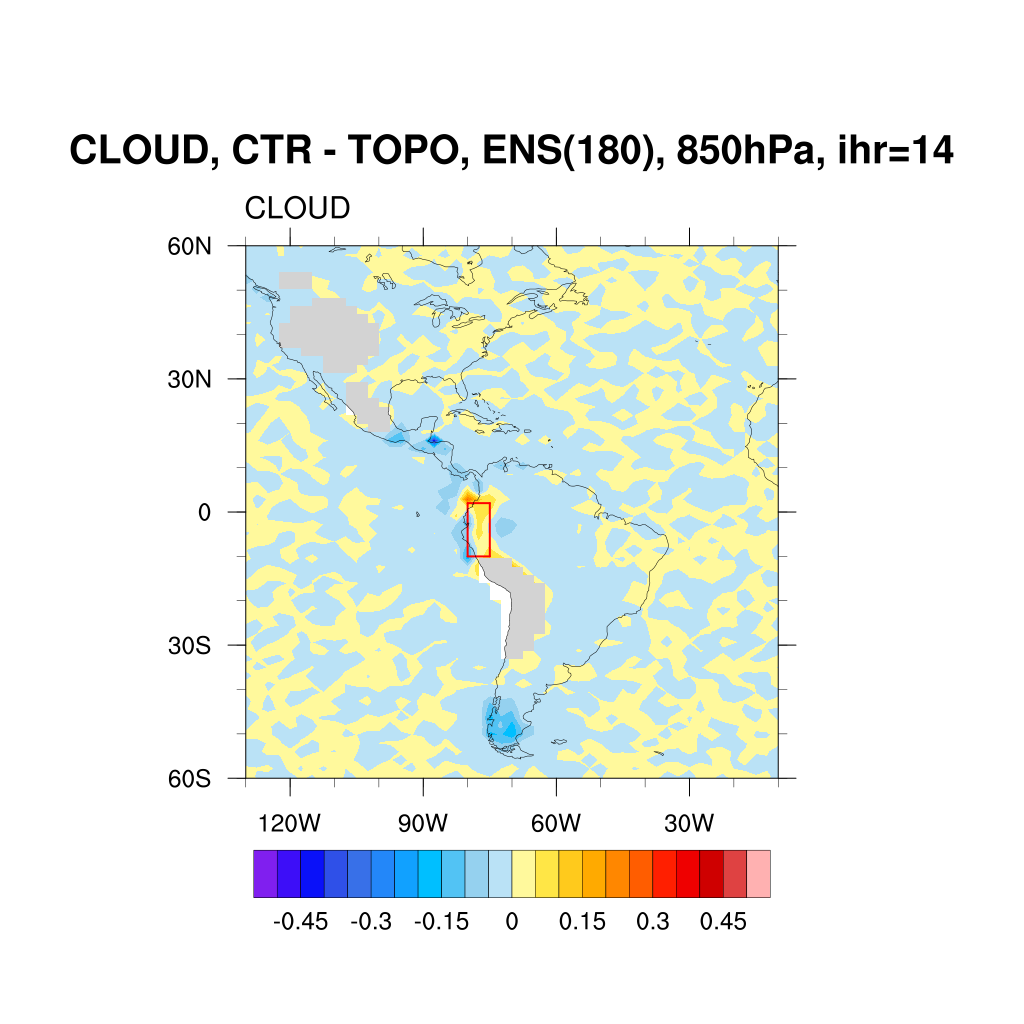 CLOUD, CTR - TOPO, ENS(180), 850hPa, ihr=14
CLOUD
60N
30N
0
30S
60S
120W 90W 60W 30W
-0.45 -0.3 -0.15 0 0.15 0.3 0.45